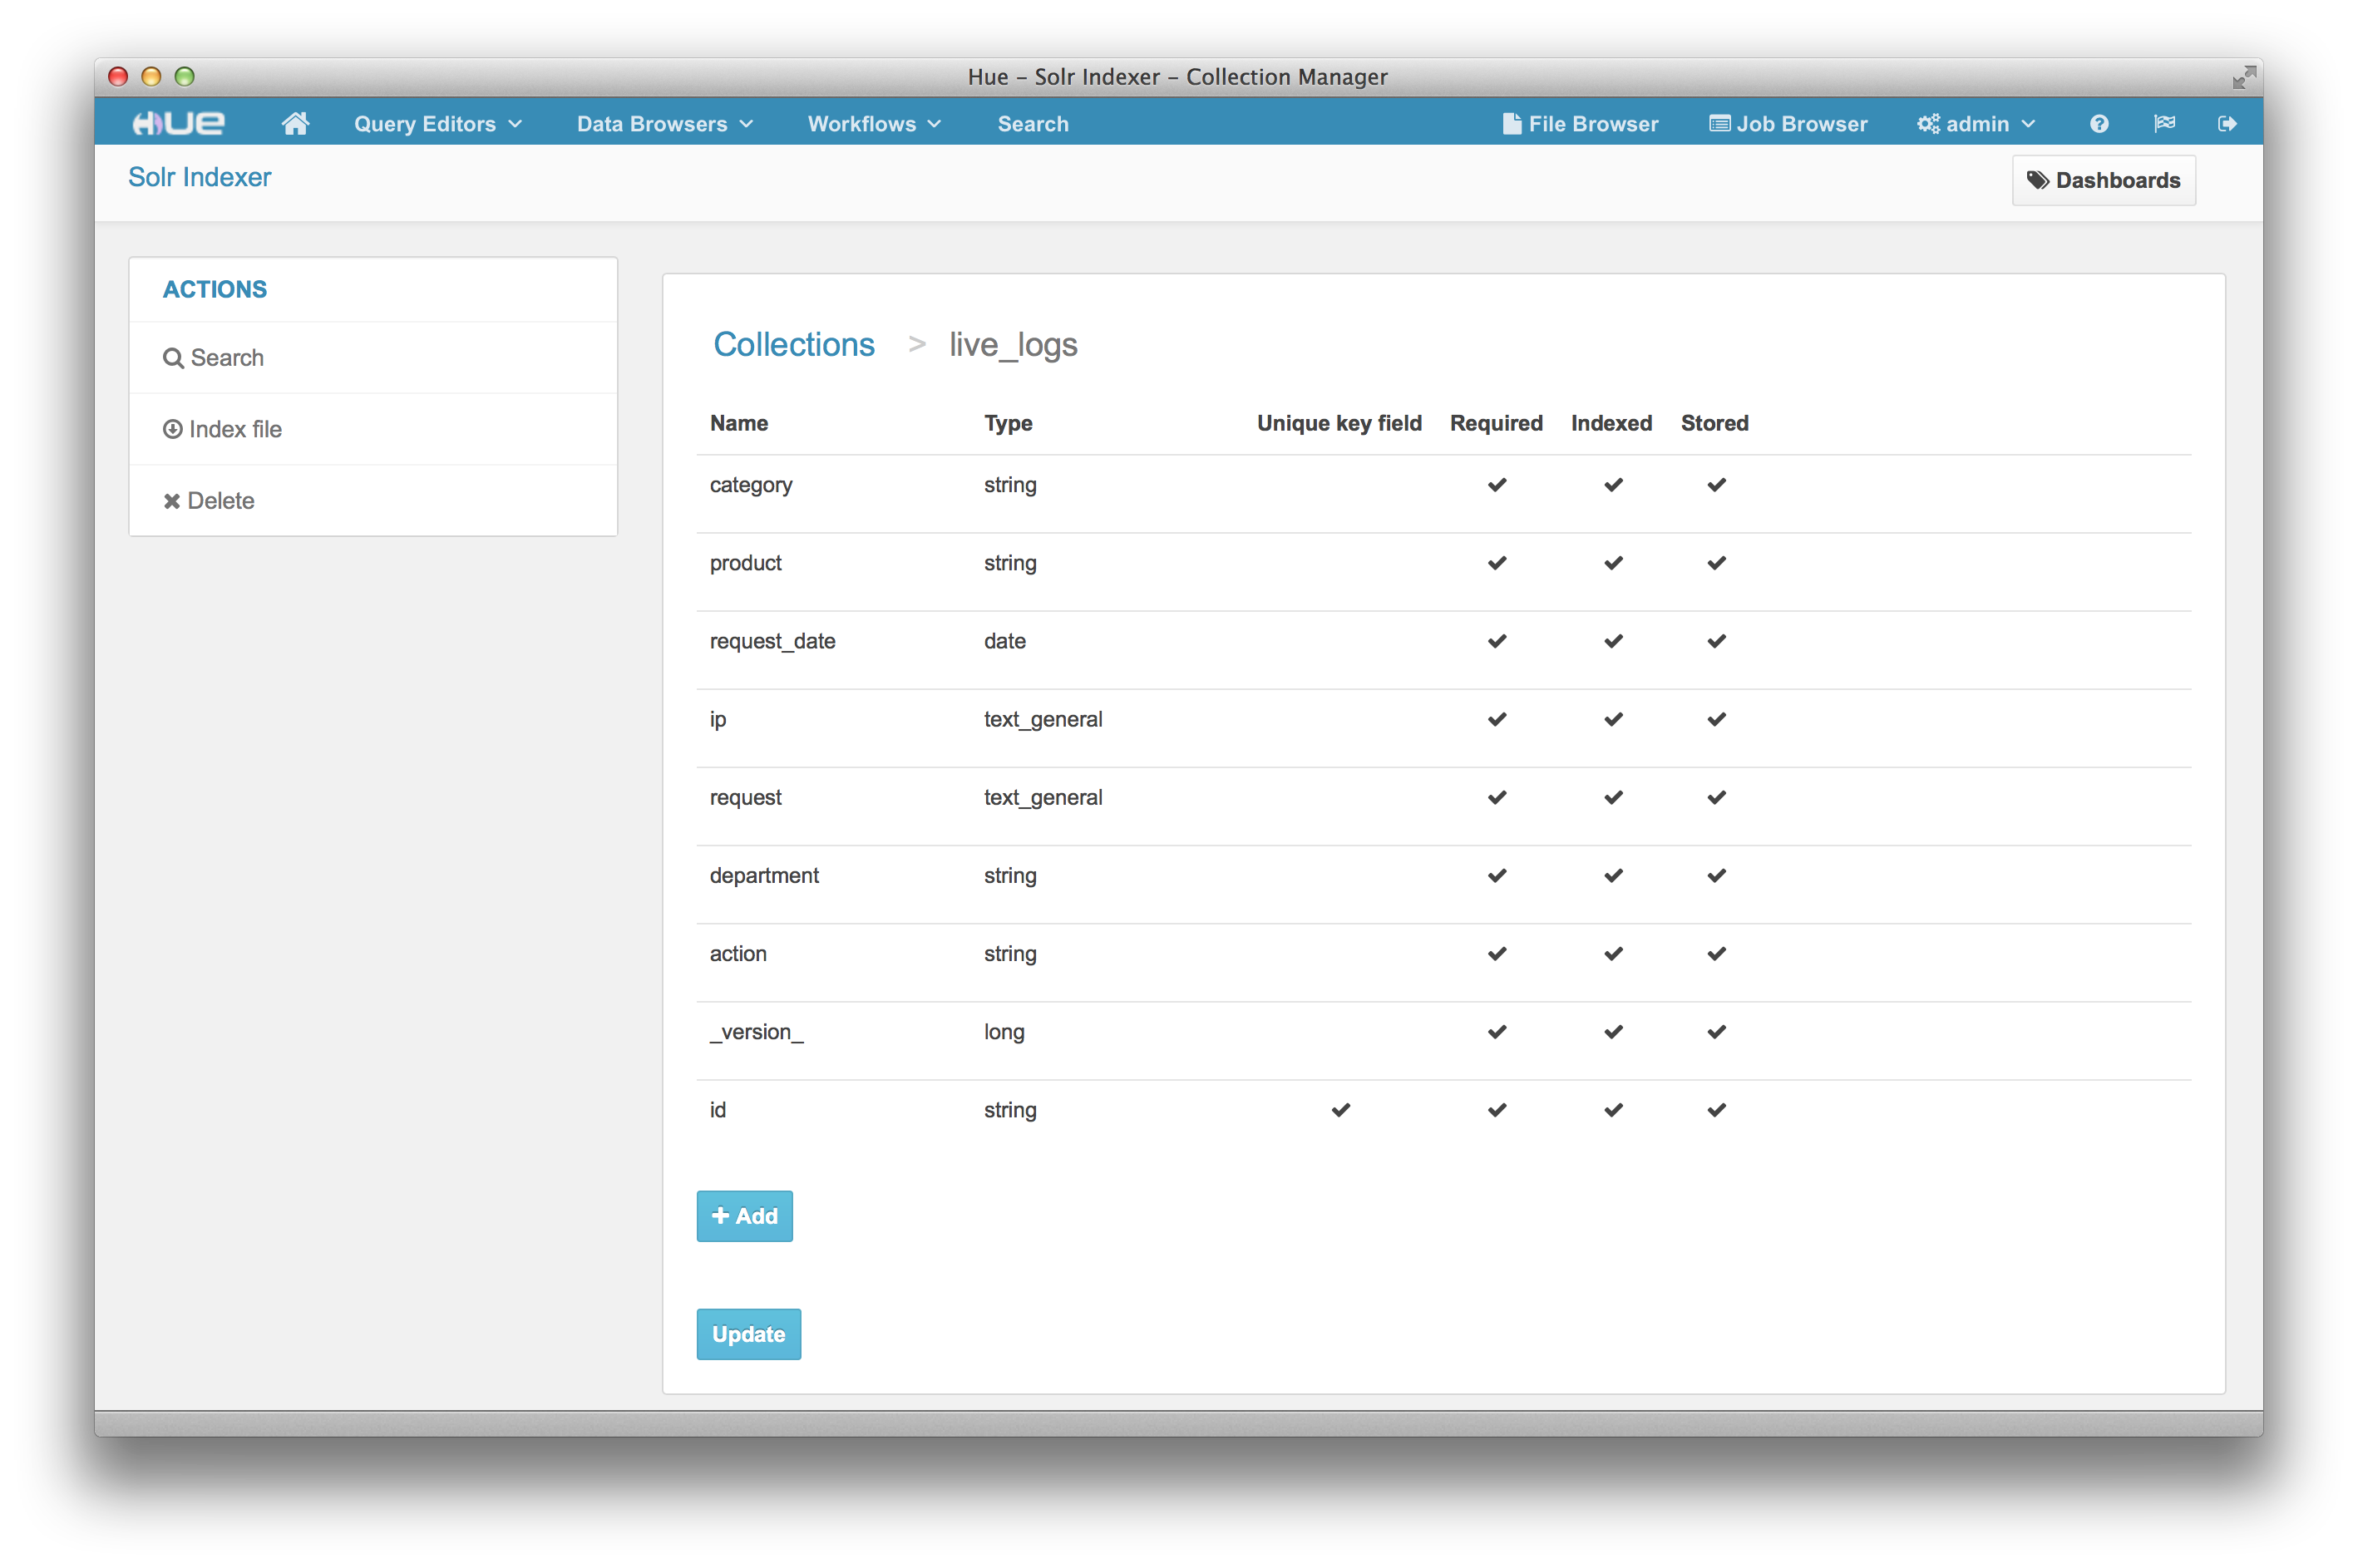 Hue – Solr Indexer – Collection Manager
HUE Query Editors Data Browsers Workflows Search File Browser Job Browser admin
Solr Indexer Dashboards
ACTIONS
Search
Index file
Delete
Collections > live_logs
Name Type Unique key field Required Indexed Stored
category string
product string
request_date date
ip text_general
request text_general
department string
action string
_version_ long
id string
Add
Update